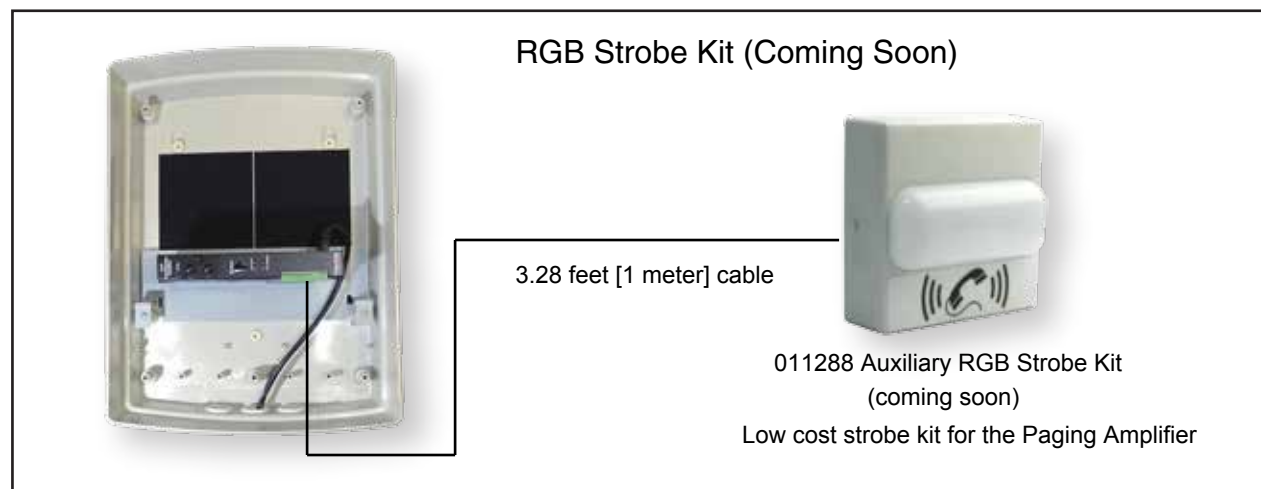 RGB Strobe Kit (Coming Soon)
3.28 feet [1 meter] cable
011288 Auxiliary RGB Strobe Kit
(coming soon)
Low cost strobe kit for the Paging Amplifier